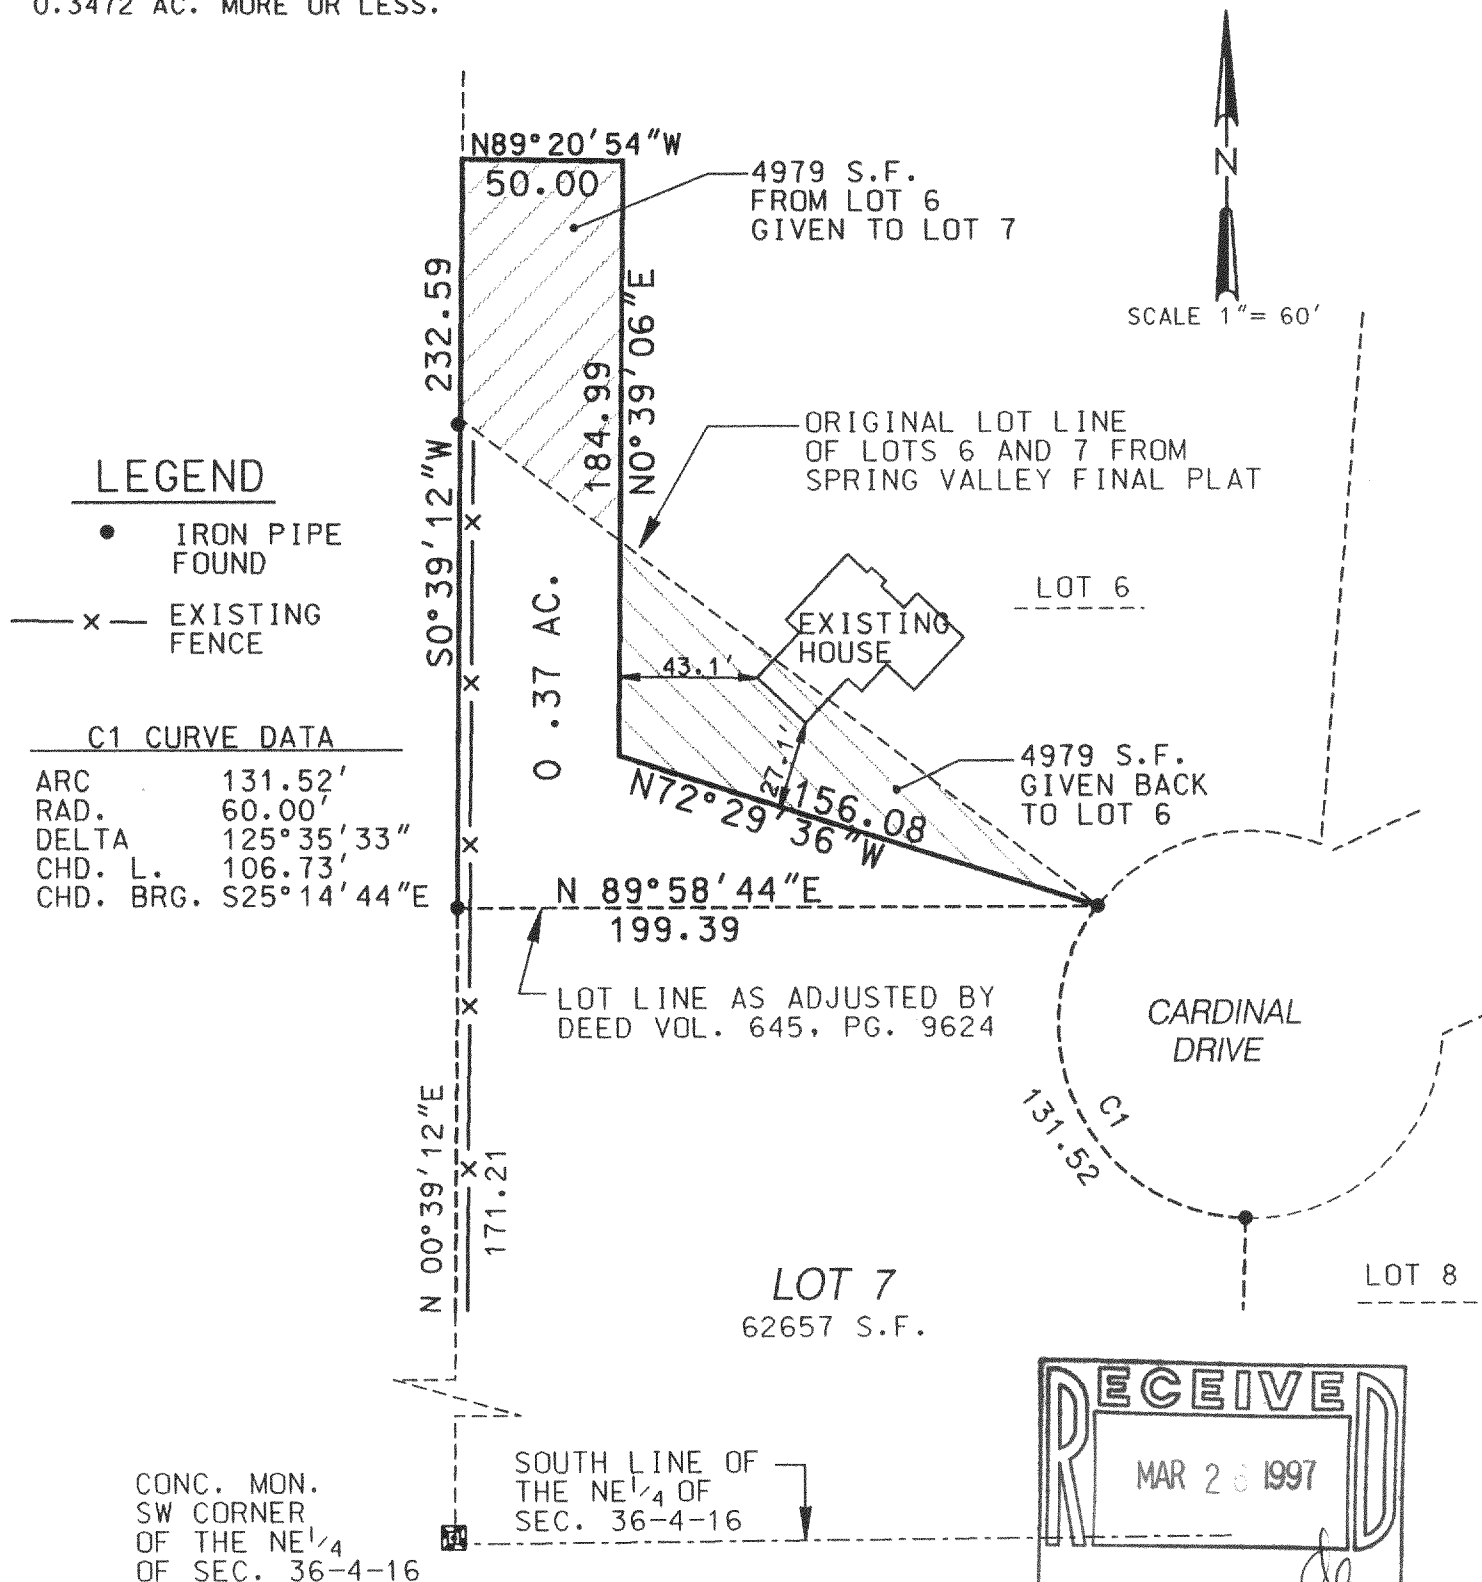 0.3472 AC. MORE OR LESS.
N89°20'54"W
50.00
4979 S.F.
FROM LOT 6
GIVEN TO LOT 7
N
SCALE 1"= 60'
232.59
S0°39'12"W
184.99
N0°39'06"E
ORIGINAL LOT LINE
OF LOTS 6 AND 7 FROM
SPRING VALLEY FINAL PLAT
LEGEND
IRON PIPE
FOUND
EXISTING
FENCE
LOT 6
EXISTING
HOUSE
43.1'
27.1'
0.37 AC.
C1 CURVE DATA
ARC 131.52'
RAD. 60.00'
DELTA 125°35'33"
CHD. L. 106.73'
CHD. BRG. S25°14'44"E
4979 S.F.
GIVEN BACK
TO LOT 6
156.08
N72°29'36"W
N 89°58'44"E
199.39
LOT LINE AS ADJUSTED BY
DEED VOL. 645, PG. 9624
CARDINAL
DRIVE
C1
131.52
N 00°39'12"E
171.21
LOT 7
62657 S.F.
LOT 8
RECEIVED
MAR 2 1997
SOUTH LINE OF
THE NE1/4 OF
SEC. 36-4-16
CONC. MON.
SW CORNER
OF THE NE1/4
OF SEC. 36-4-16